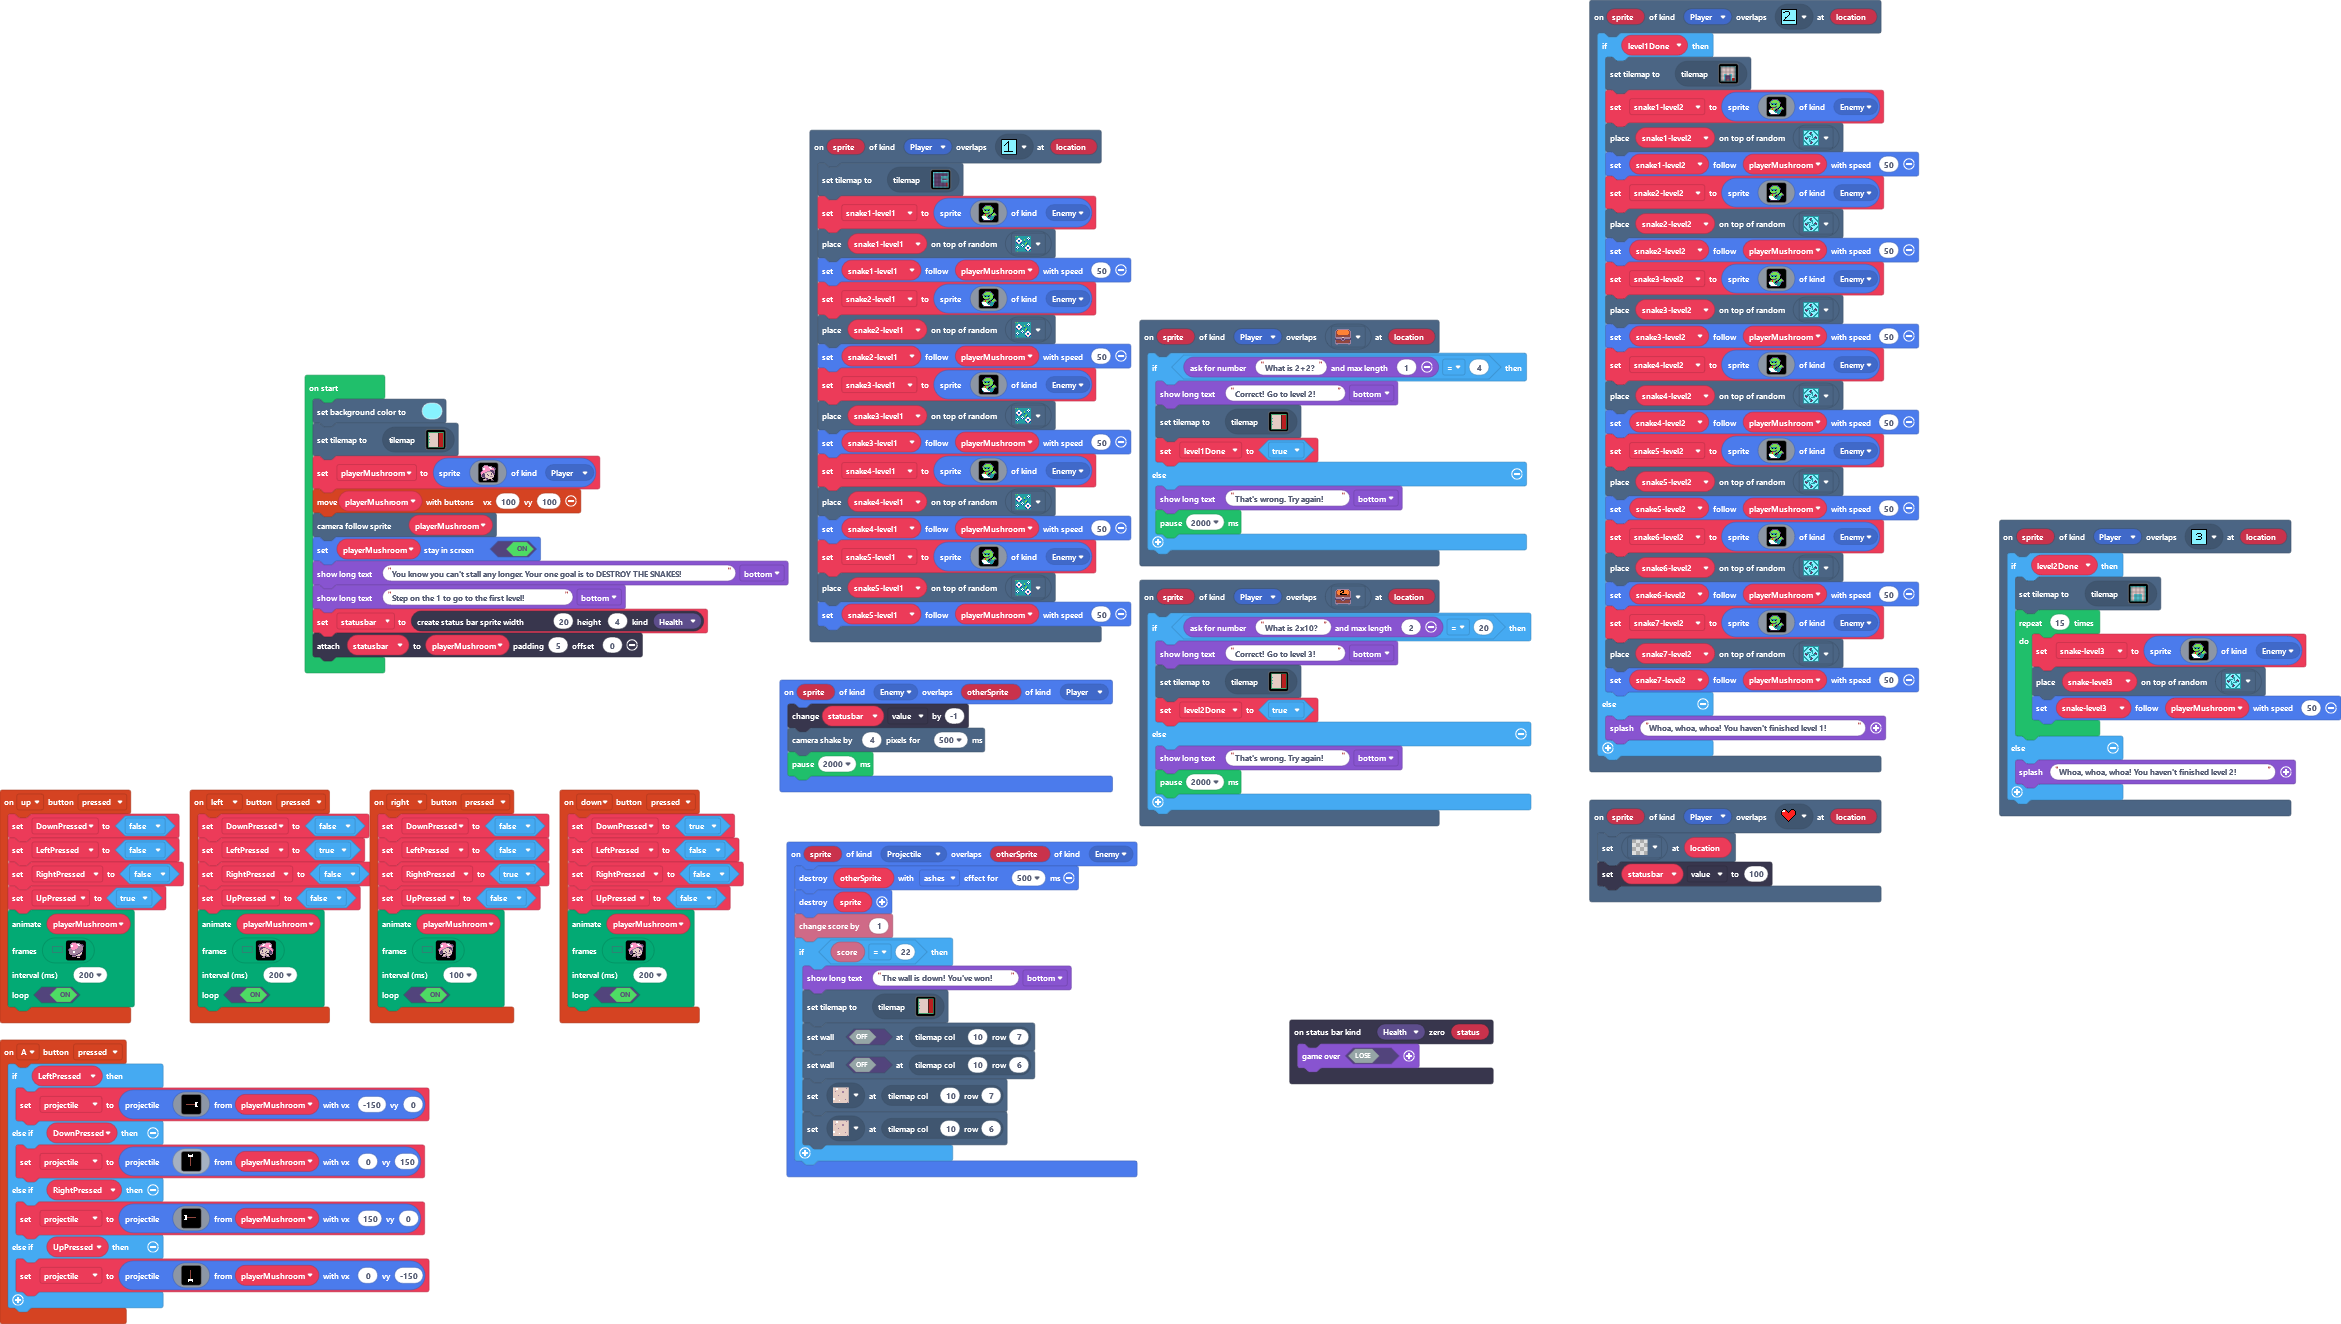 on start
set background color to
set tilemap to tilemap
set playerMushroom to sprite of kind Player
move playerMushroom with buttons vx 100 vy 100
camera follow sprite playerMushroom
set playerMushroom stay in screen ON
show long text "You know you can't stall any longer. Your one goal is to DESTROY THE SNAKES!" bottom
show long text "Step on the 1 to go to the first level!" bottom
set statusbar to create status bar sprite width 20 height 4 kind Health
attach statusbar to playerMushroom padding 5 offset 0
on up button pressed
set DownPressed to false
set LeftPressed to false
set RightPressed to false
set UpPressed to true
animate playerMushroom
frames
interval (ms) 200
loop ON
on left button pressed
set DownPressed to false
set LeftPressed to true
set RightPressed to false
set UpPressed to false
animate playerMushroom
frames
interval (ms) 200
loop ON
on right button pressed
set DownPressed to false
set LeftPressed to false
set RightPressed to true
set UpPressed to false
animate playerMushroom
frames
interval (ms) 100
loop ON
on down button pressed
set DownPressed to true
set LeftPressed to false
set RightPressed to false
set UpPressed to false
animate playerMushroom
frames
interval (ms) 200
loop ON
on A button pressed
if LeftPressed then
set projectile to projectile from playerMushroom with vx -150 vy 0
else if DownPressed then
set projectile to projectile from playerMushroom with vx 0 vy 150
else if RightPressed then
set projectile to projectile from playerMushroom with vx 150 vy 0
else if UpPressed then
set projectile to projectile from playerMushroom with vx 0 vy -150
on sprite of kind Player overlaps 1 at location
set tilemap to tilemap
set snake1-level1 to sprite of kind Enemy
place snake1-level1 on top of random
set snake1-level1 follow playerMushroom with speed 50
set snake2-level1 to sprite of kind Enemy
place snake2-level1 on top of random
set snake2-level1 follow playerMushroom with speed 50
set snake3-level1 to sprite of kind Enemy
place snake3-level1 on top of random
set snake3-level1 follow playerMushroom with speed 50
set snake4-level1 to sprite of kind Enemy
place snake4-level1 on top of random
set snake4-level1 follow playerMushroom with speed 50
set snake5-level1 to sprite of kind Enemy
place snake5-level1 on top of random
set snake5-level1 follow playerMushroom with speed 50
on sprite of kind Enemy overlaps otherSprite of kind Player
change statusbar value by -1
camera shake by 4 pixels for 500 ms
pause 2000 ms
on sprite of kind Projectile overlaps otherSprite of kind Enemy
destroy otherSprite with ashes effect for 500 ms
destroy sprite
change score by 1
if score = 22 then
show long text "The wall is down! You've won!" bottom
set tilemap to tilemap
set wall OFF at tilemap col 10 row 7
set wall OFF at tilemap col 10 row 6
set at tilemap col 10 row 7
set at tilemap col 10 row 6
on sprite of kind Player overlaps at location
if ask for number "What is 2+2?" and max length 1 = 4 then
show long text "Correct! Go to level 2!" bottom
set tilemap to tilemap
set level1Done to true
else
show long text "That's wrong. Try again!" bottom
pause 2000 ms
on sprite of kind Player overlaps 2 at location
if ask for number "What is 2x10?" and max length 2 = 20 then
show long text "Correct! Go to level 3!" bottom
set tilemap to tilemap
set level2Done to true
else
show long text "That's wrong. Try again!" bottom
pause 2000 ms
on status bar kind Health zero status
game over LOSE
on sprite of kind Player overlaps 2 at location
if level1Done then
set tilemap to tilemap
set snake1-level2 to sprite of kind Enemy
place snake1-level2 on top of random
set snake1-level2 follow playerMushroom with speed 50
set snake2-level2 to sprite of kind Enemy
place snake2-level2 on top of random
set snake2-level2 follow playerMushroom with speed 50
set snake3-level2 to sprite of kind Enemy
place snake3-level2 on top of random
set snake3-level2 follow playerMushroom with speed 50
set snake4-level2 to sprite of kind Enemy
place snake4-level2 on top of random
set snake4-level2 follow playerMushroom with speed 50
set snake5-level2 to sprite of kind Enemy
place snake5-level2 on top of random
set snake5-level2 follow playerMushroom with speed 50
set snake6-level2 to sprite of kind Enemy
place snake6-level2 on top of random
set snake6-level2 follow playerMushroom with speed 50
set snake7-level2 to sprite of kind Enemy
place snake7-level2 on top of random
set snake7-level2 follow playerMushroom with speed 50
else
splash "Whoa, whoa, whoa! You haven't finished level 1!"
on sprite of kind Player overlaps at location
set at location
set statusbar value to 100
on sprite of kind Player overlaps 3 at location
if level2Done then
set tilemap to tilemap
repeat 15 times
do
set snake-level3 to sprite of kind Enemy
place snake-level3 on top of random
set snake-level3 follow playerMushroom with speed 50
else
splash "Whoa, whoa, whoa! You haven't finished level 2!"